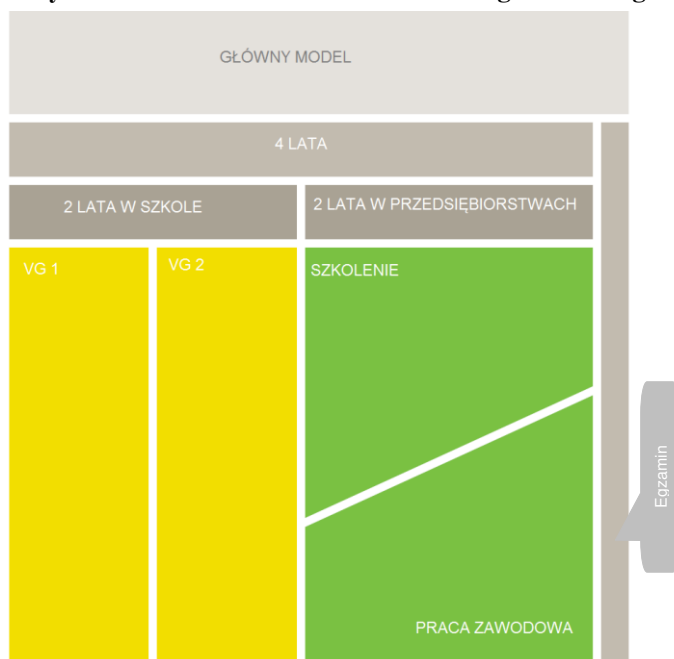 GŁÓWNY MODEL
4 LATA
2 LATA W SZKOLE
2 LATA W PRZEDSIĘBIORSTWACH
VG 1
VG 2
SZKOLENIE
Egzamin
PRACA ZAWODOWA